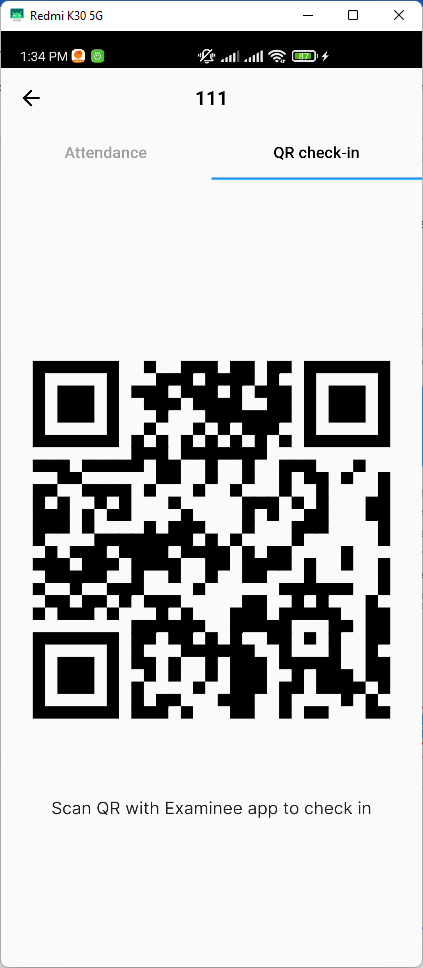 Redmi K30 5G
1:34 PM
87
111
Attendance
QR check-in
Scan QR with Examinee app to check in